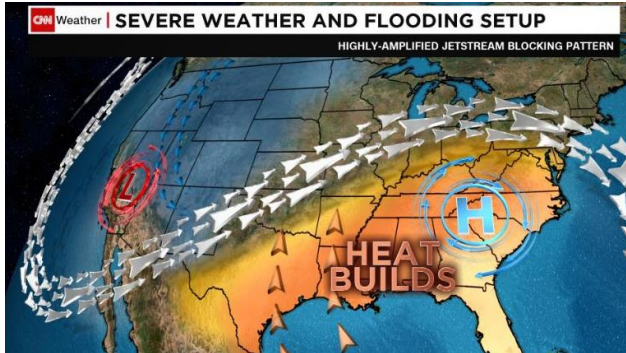 CNN Weather | SEVERE WEATHER AND FLOODING SETUP
HIGHLY-AMPLIFIED JETSTREAM BLOCKING PATTERN
L
H
HEAT
BUILDS